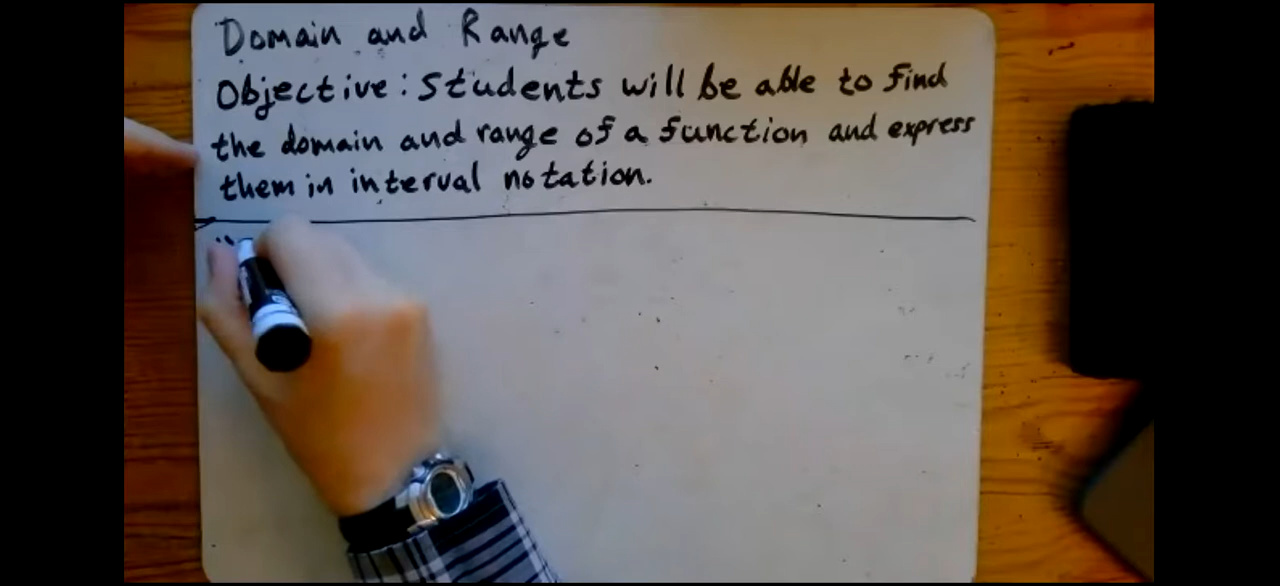 Domain and Range
Objective: Students will be able to find
the domain and range of a function and express
them in interval notation.